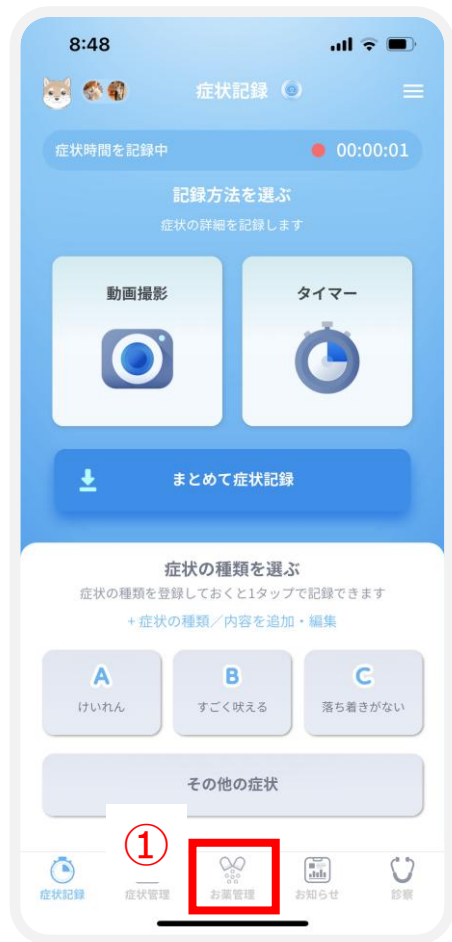 8:48
症状記録
症状時間を記録中
00:00:01
記録方法を選ぶ
症状の詳細を記録します
動画撮影
タイマー
まとめて症状記録
症状の種類を選ぶ
症状の種類を登録しておくと1タップで記録できます
+ 症状の種類/内容を追加・編集
A
けいれん
B
すごく吠える
C
落ち着きがない
その他の症状
①
症状記録
症状管理
お薬管理
お知らせ
診察